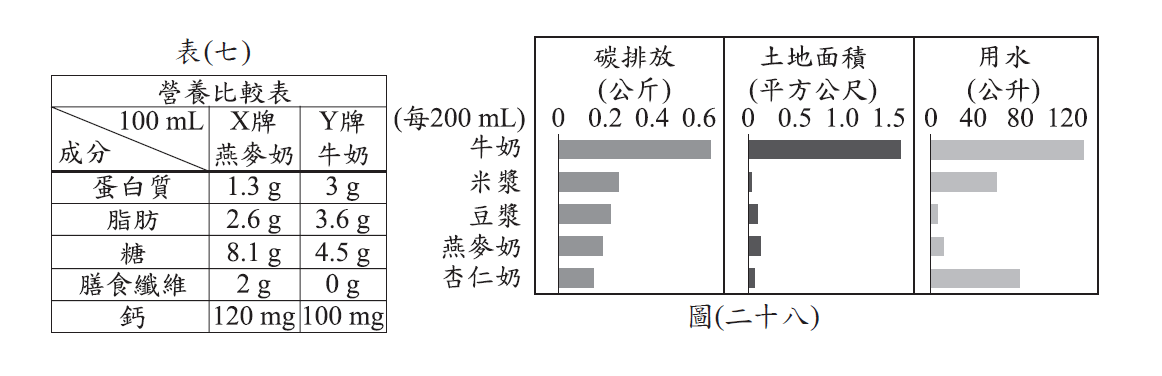 表(七)
營養比較表
100 mL
成分
X牌
燕麥奶
Y牌
牛奶
蛋白質 1.3 g 3 g
脂肪 2.6 g 3.6 g
糖 8.1 g 4.5 g
膳食纖維 2 g 0 g
鈣 120 mg 100 mg
碳排放 土地面積 用水
(公斤) (平方公尺) (公升)
(每200 mL) 0 0.2 0.4 0.6 0 0.5 1.0 1.5 0 40 80 120
牛奶
米漿
豆漿
燕麥奶
杏仁奶
圖(二十八)